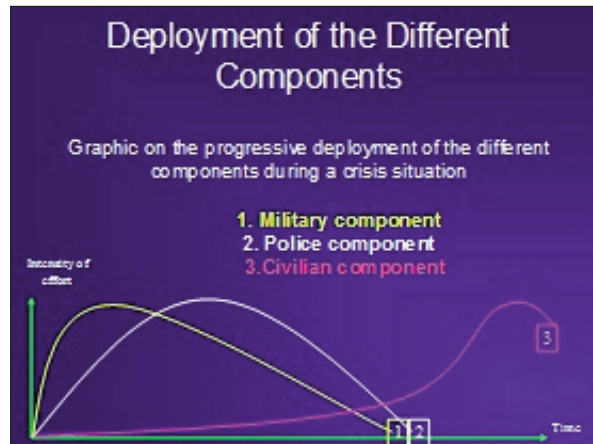 Deployment of the Different
Components
Graphic on the progressive deployment of the different
components during a crisis situation
1. Military component
2. Police component
3.Civilian component
Intensity of
effort
3
1 2
Time